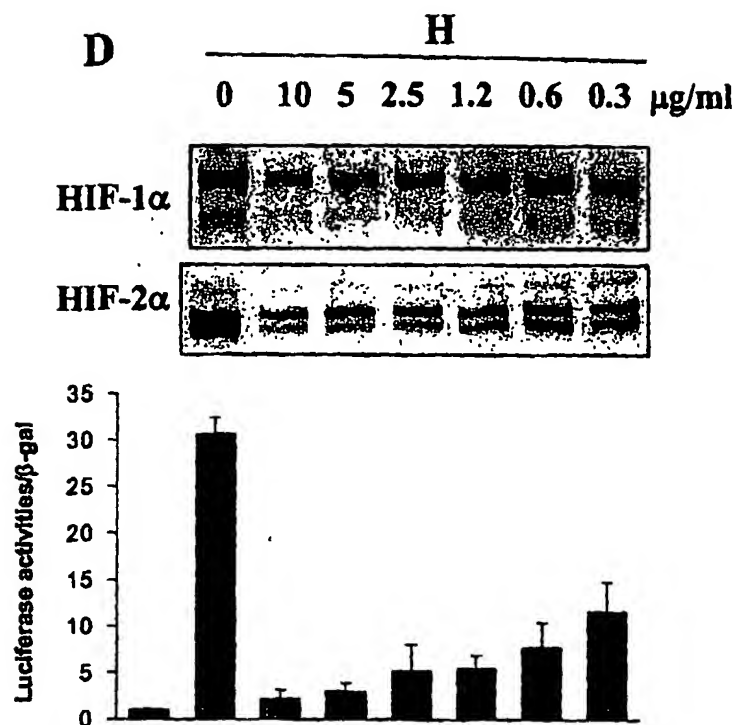 D
H
0 10 5 2.5 1.2 0.6 0.3 μg/ml
HIF-1α
HIF-2α
35
30
25
20
15
10
5
0
Luciferase activities/β-gal